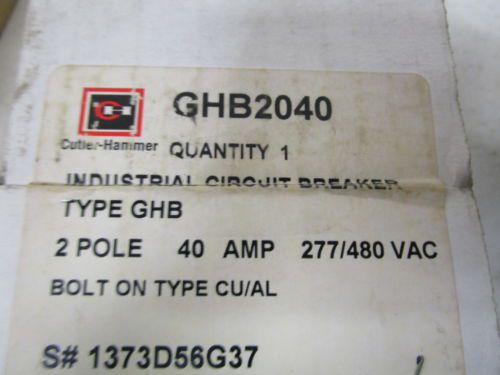 GHB2040
Cutler-Hammer QUANTITY 1
INDUSTRIAL CIRCUIT BREAKER
TYPE GHB
2 POLE 40 AMP 277/480 VAC
BOLT ON TYPE CU/AL
S# 1373D56G37